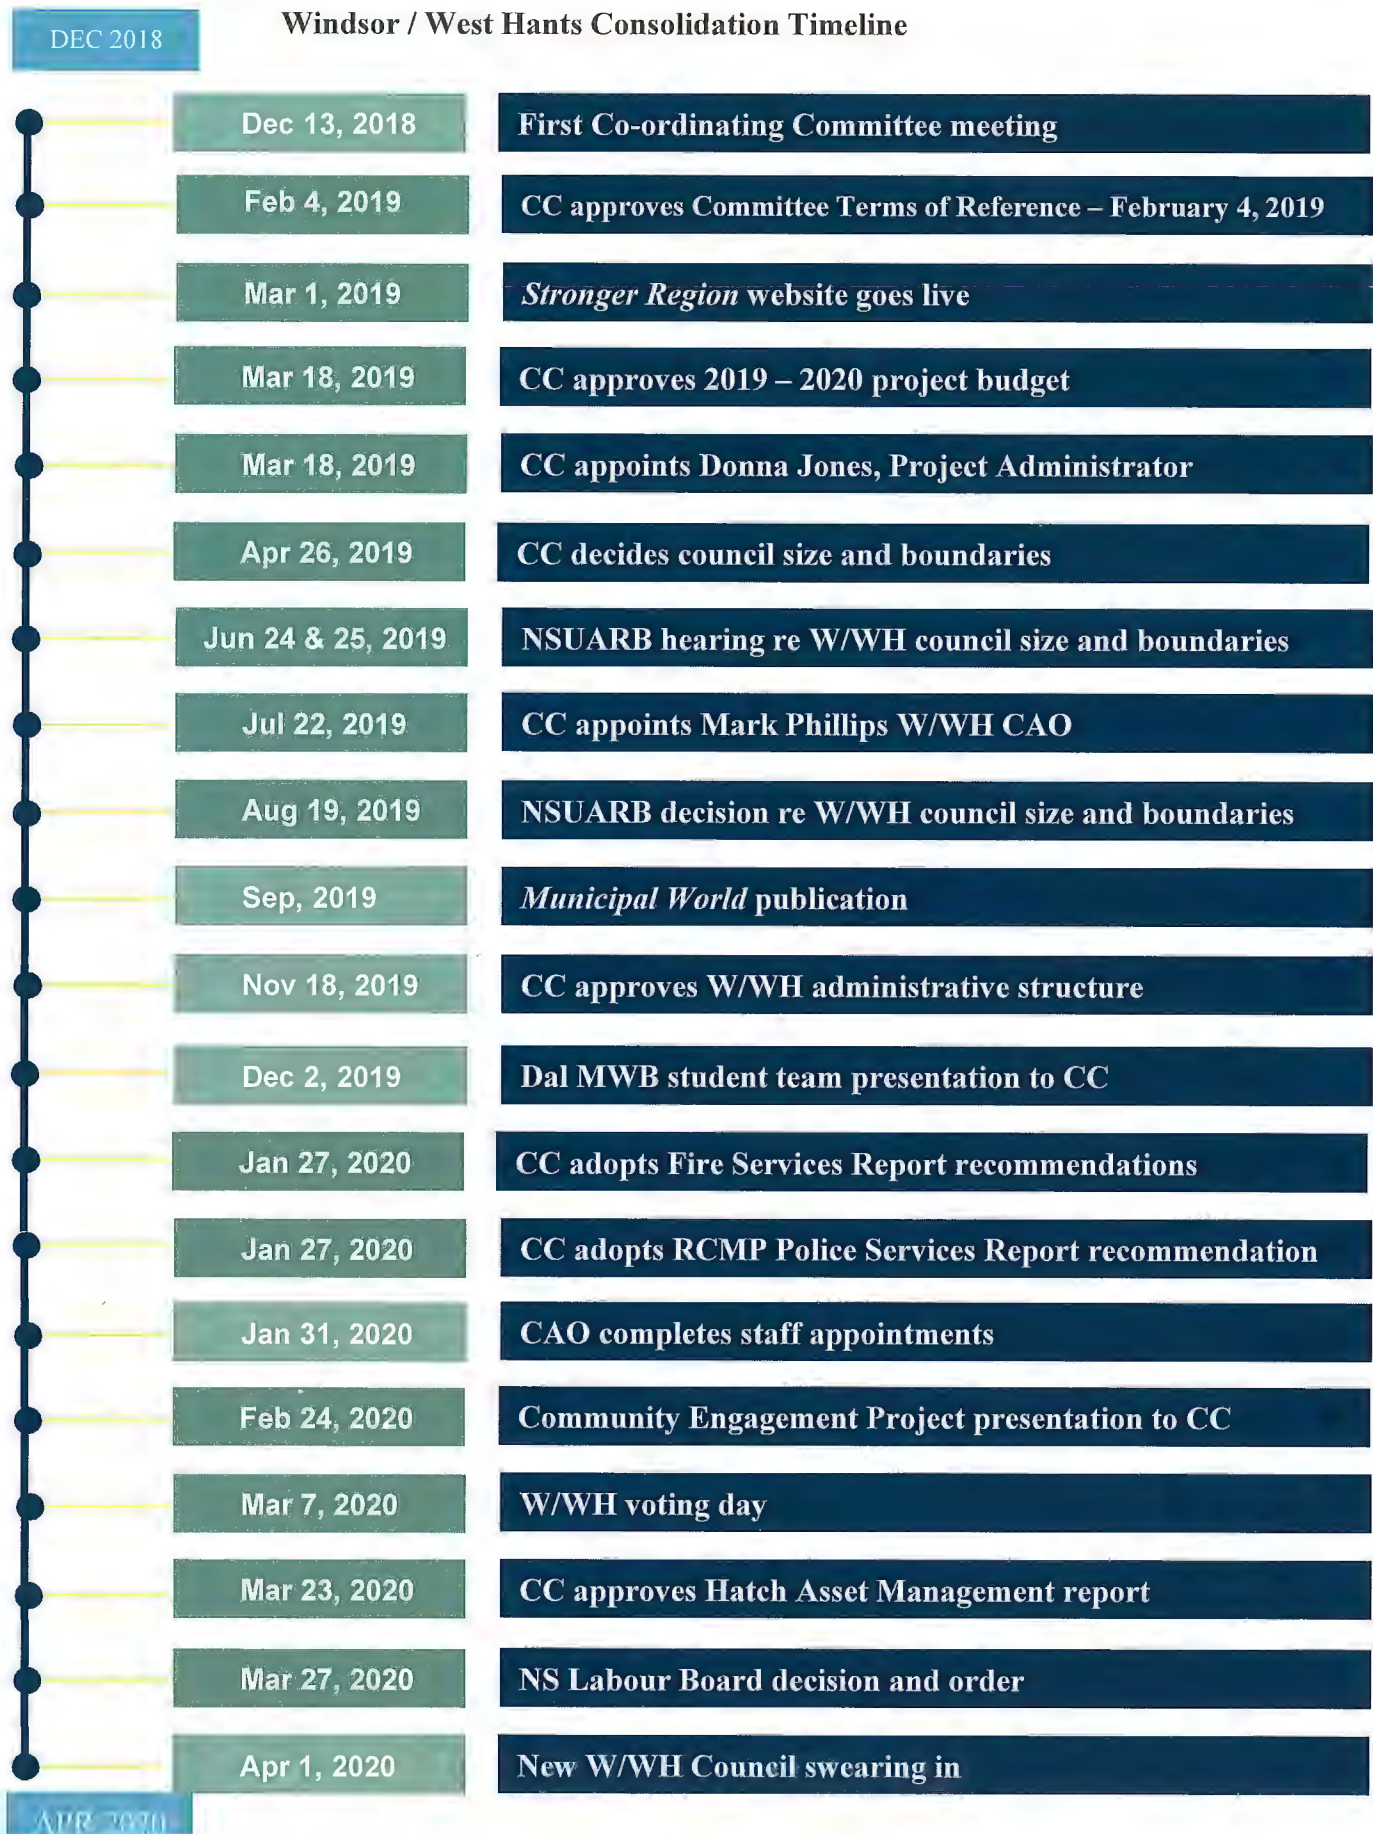 Windsor / West Hants Consolidation Timeline
DEC 2018
Dec 13, 2018
First Co-ordinating Committee meeting
Feb 4, 2019
CC approves Committee Terms of Reference – February 4, 2019
Mar 1, 2019
Stronger Region website goes live
Mar 18, 2019
CC approves 2019 – 2020 project budget
Mar 18, 2019
CC appoints Donna Jones, Project Administrator
Apr 26, 2019
CC decides council size and boundaries
Jun 24 & 25, 2019
NSUARB hearing re W/WH council size and boundaries
Jul 22, 2019
CC appoints Mark Phillips W/WH CAO
Aug 19, 2019
NSUARB decision re W/WH council size and boundaries
Sep, 2019
Municipal World publication
Nov 18, 2019
CC approves W/WH administrative structure
Dec 2, 2019
Dal MWB student team presentation to CC
Jan 27, 2020
CC adopts Fire Services Report recommendations
Jan 27, 2020
CC adopts RCMP Police Services Report recommendation
Jan 31, 2020
CAO completes staff appointments
Feb 24, 2020
Community Engagement Project presentation to CC
Mar 7, 2020
W/WH voting day
Mar 23, 2020
CC approves Hatch Asset Management report
Mar 27, 2020
NS Labour Board decision and order
Apr 1, 2020
New W/WH Council swearing in
APR 2020